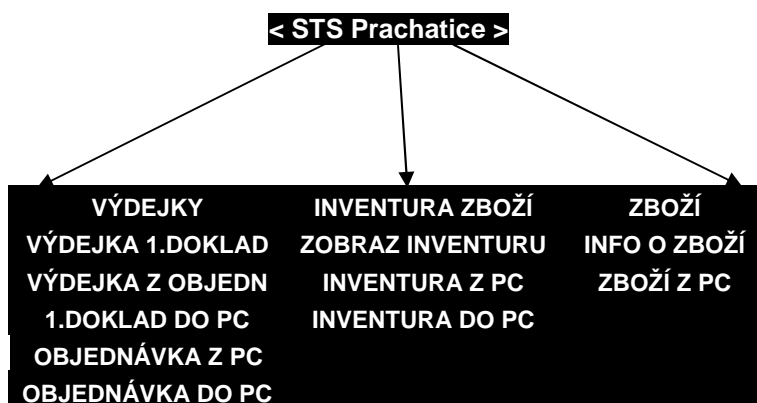 < STS Prachatice >
VÝDEJKY
VÝDEJKA 1.DOKLAD
VÝDEJKA Z OBJEDN
1.DOKLAD DO PC
OBJEDNÁVKA Z PC
OBJEDNÁVKA DO PC
INVENTURA ZBOŽÍ
ZOBRAZ INVENTURU
INVENTURA Z PC
INVENTURA DO PC
ZBOŽÍ
INFO O ZBOŽÍ
ZBOŽÍ Z PC